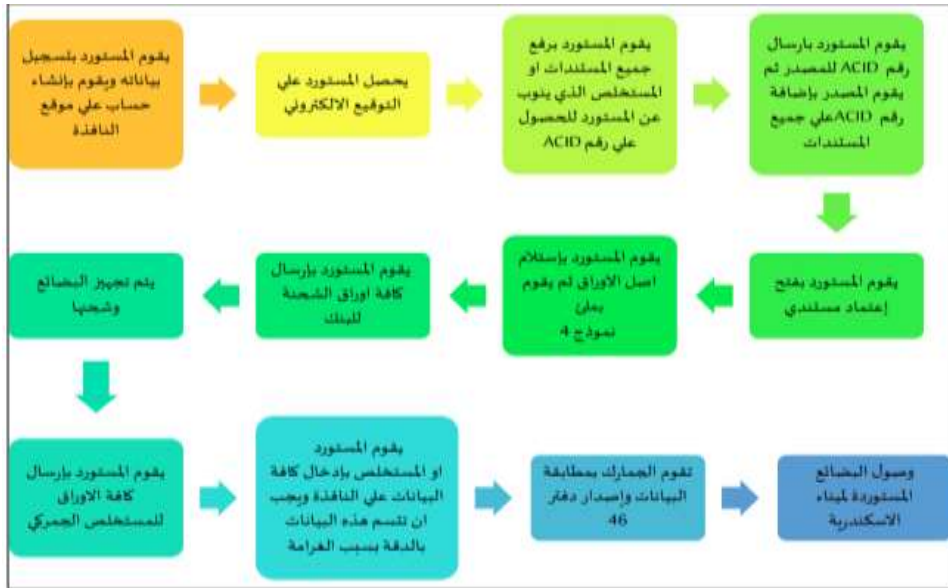 يقوم المستورد بتسجيل
بياناته ويقوم بإنشاء
حساب علي موقع
النافذة
يحصل المستورد علي
التوقيع الالكتروني
يقوم المستورد برفع
جميع المستندات او
المستخلص الذي ينوب
عن المستورد للحصول
علي رقم ACID
يقوم المستورد بارسال
رقم ACID للمصدر ثم
يقوم المصدر بإضافة
رقم ACID علي جميع
المستندات
يقوم المستورد بفتح
إعتماد مستندي
يقوم المستورد بإستلام
اصل الاوراق ثم يقوم
بملئ
نموذج 4
يقوم المستورد بإرسال
كافة اوراق الشحنة
للبنك
يتم تجهيز البضائع
وشحنها
يقوم المستورد بإرسال
كافة الاوراق
للمستخلص الجمركي
يقوم المستورد
او المستخلص بإدخال كافة
البيانات علي النافذة ويجب
ان تتسم هذه البيانات
بالدقة بسبب الغرامة
تقوم الجمارك بمطابقة
البيانات وإصدار دفتر
46
وصول البضائع
المستوردة لميناء
الاسكندرية